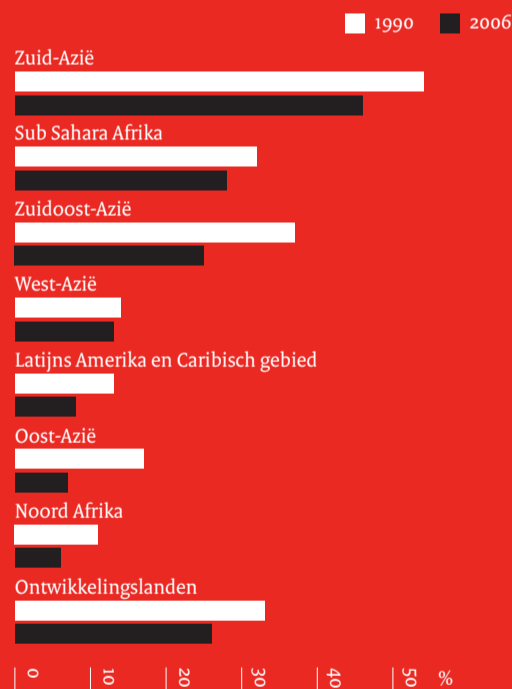 1990 2006
Zuid-Azië
Sub Sahara Afrika
Zuidoost-Azië
West-Azië
Latijns Amerika en Caribisch gebied
Oost-Azië
Noord Afrika
Ontwikkelingslanden
0 10 20 30 40 50 %